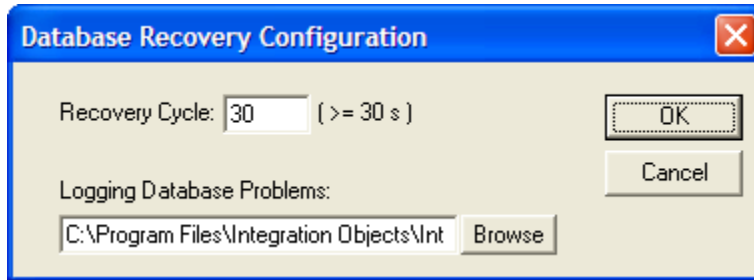 Database Recovery Configuration
Recovery Cycle: 30 ( >= 30 s )
OK
Cancel
Logging Database Problems:
C:\Program Files\Integration Objects\Int Browse